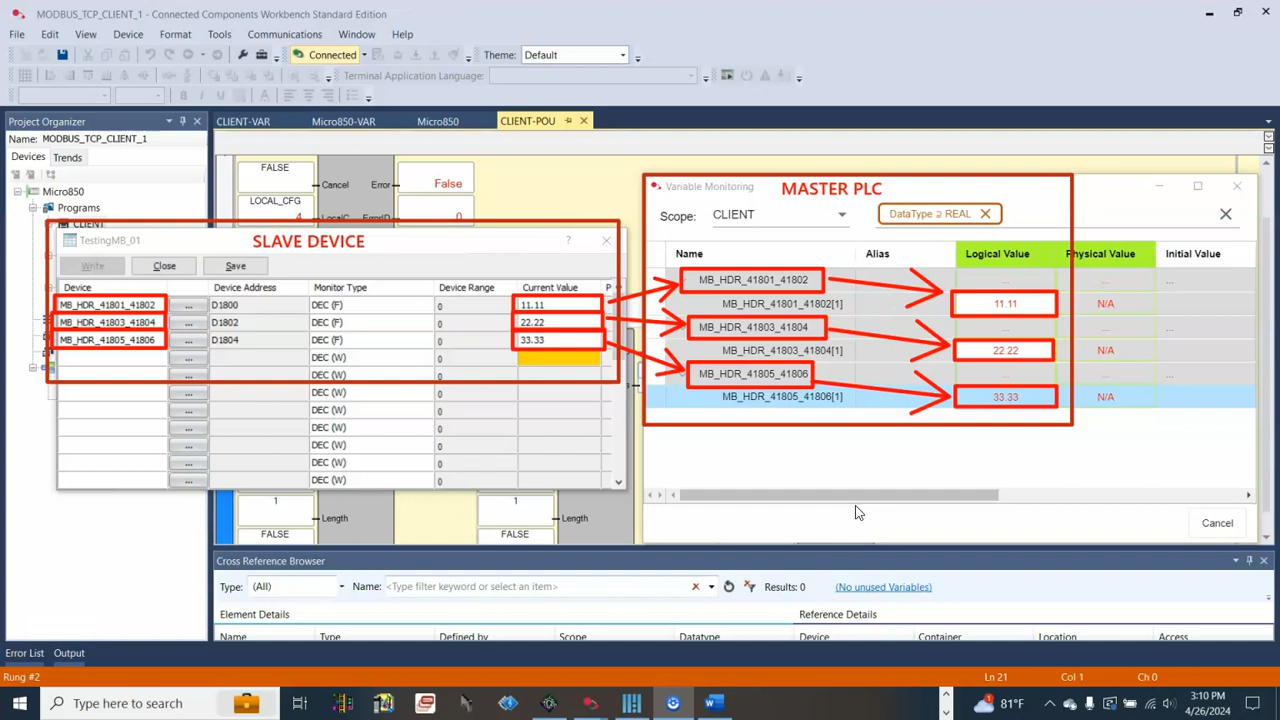 MODBUS_TCP_CLIENT_1 - Connected Components Workbench Standard Edition
File Edit View Device Format Tools Communications Window Help
Connected Theme: Default
Terminal Application Language:
Project Organizer
Name: MODBUS_TCP_CLIENT_1
Devices Trends
Micro850
Programs
CLIENT
CLIENT-VAR Micro850-VAR Micro850 CLIENT-POU
FALSE
Cancel Error False
LOCAL_CFG
4 LocalC ErrorID 0
TestingMB_01 SLAVE DEVICE ?
Write Close Save
Device Device Address Monitor Type Device Range Current Value P
MB_HDR_41801_41802 ... D1800 DEC (F) 0 11.11
MB_HDR_41803_41804 ... D1802 DEC (F) 0 22.22
MB_HDR_41805_41806 ... D1804 DEC (F) 0 33.33
... DEC (W) 0
... DEC (W) 0
... DEC (W) 0
... DEC (W) 0
... DEC (W) 0
... DEC (W) 0
... DEC (W) 0
... DEC (W) 0
1 1
Length Length
FALSE FALSE
Variable Monitoring MASTER PLC
Scope: CLIENT DataType ⊇ REAL
Name Alias Logical Value Physical Value Initial Value
MB_HDR_41801_41802 ... ... ...
MB_HDR_41801_41802[1] 11.11 N/A
MB_HDR_41803_41804 ... ... ...
MB_HDR_41803_41804[1] 22.22 N/A
MB_HDR_41805_41806 ... ... ...
MB_HDR_41805_41806[1] 33.33 N/A
Cancel
Cross Reference Browser
Type: (All) Name: <Type filter keyword or select an item> Results: 0 (No unused Variables)
Element Details Reference Details
Name Type Defined by Scope Datatype Device Container Location Access
Error List Output
Rung #2 Ln 21 Col 1 Ch 0
Type here to search 81°F 3:10 PM
4/26/2024